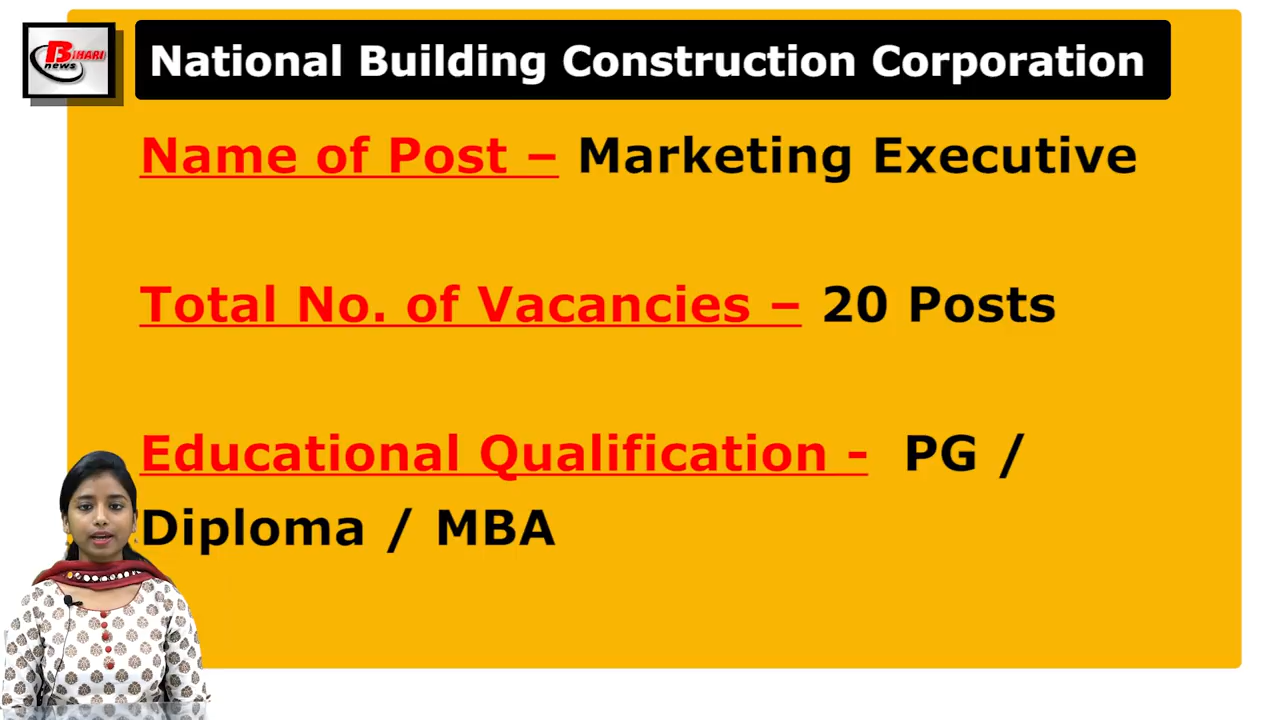 BIHARI
news
National Building Construction Corporation
Name of Post – Marketing Executive
Total No. of Vacancies – 20 Posts
Educational Qualification - PG /
Diploma / MBA